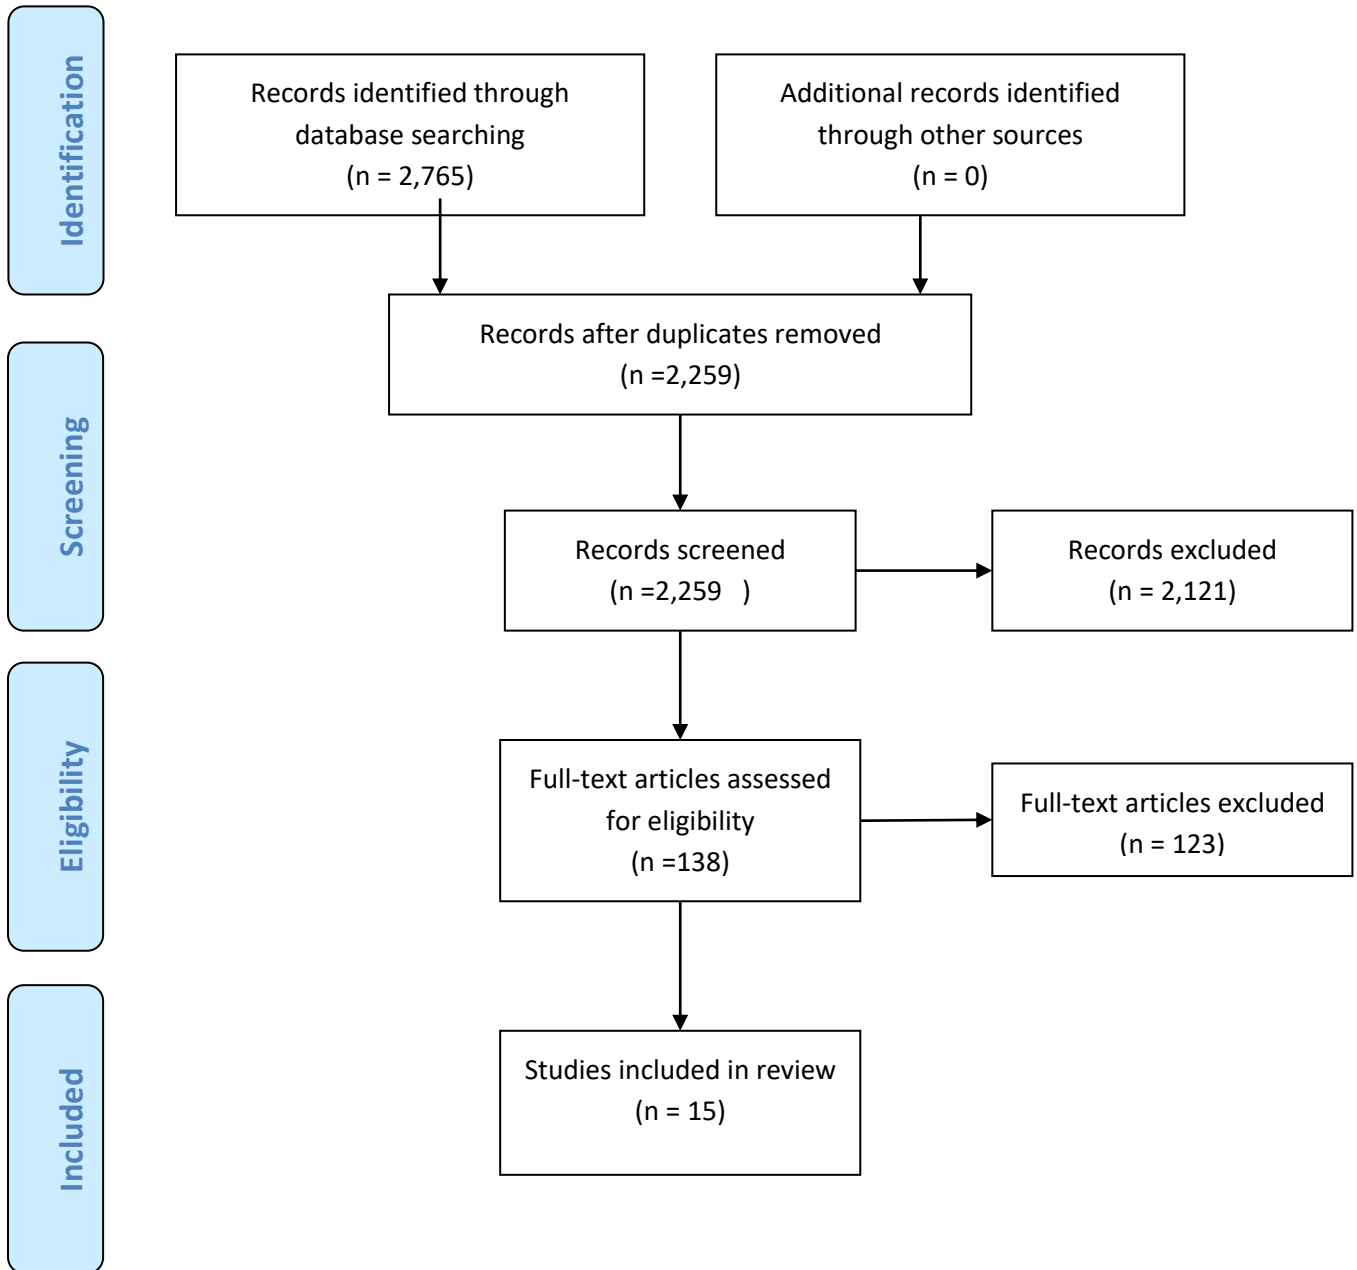 Identification
Records identified through
database searching
(n = 2,765)
Additional records identified
through other sources
(n = 0)
Records after duplicates removed
(n =2,259)
Screening
Records screened
(n =2,259   )
Records excluded
(n = 2,121)
Eligibility
Full-text articles assessed
for eligibility
(n =138)
Full-text articles excluded
(n = 123)
Included
Studies included in review
(n = 15)